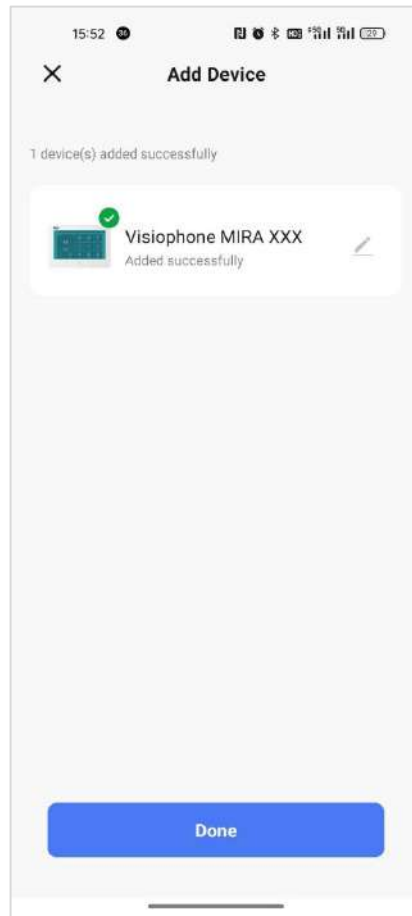 15:52
Add Device
1 device(s) added successfully
Visiophone MIRA XXX
Added successfully
Done